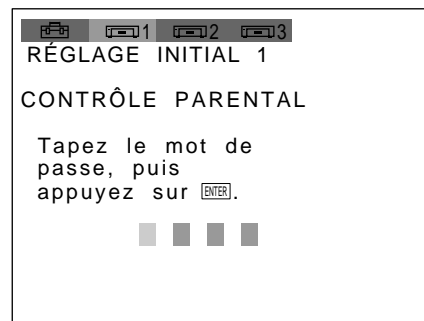 1 2 3
RÉGLAGE INITIAL 1
CONTRÔLE PARENTAL
Tapez le mot de
passe, puis
appuyez sur ENTER.